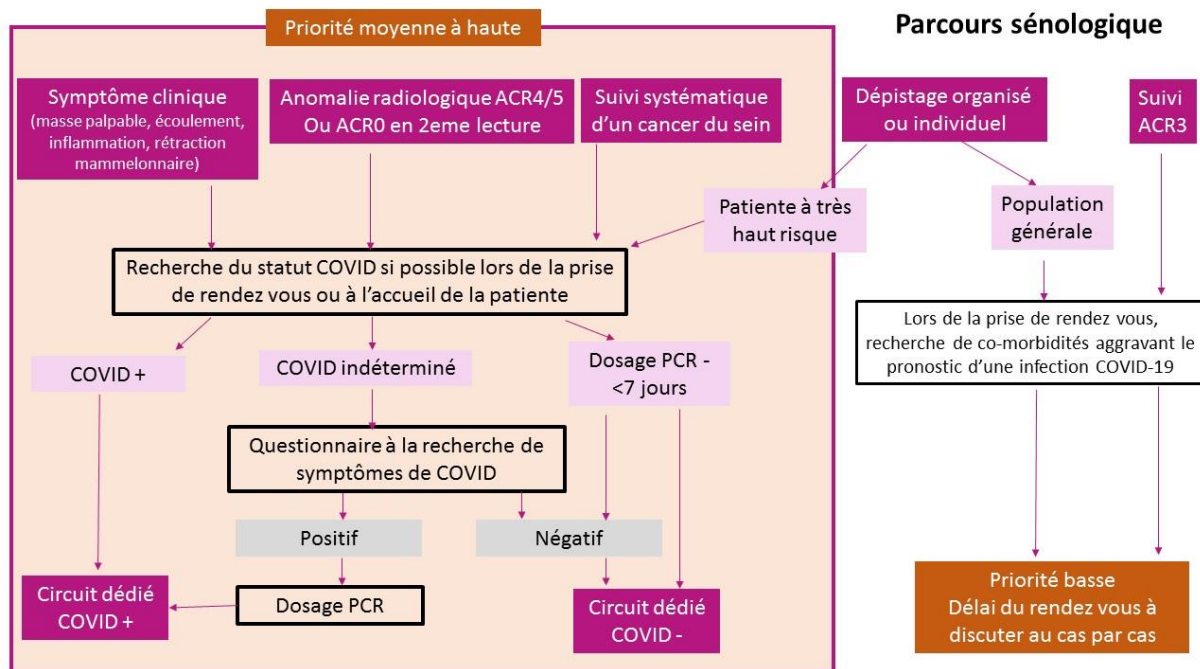 Priorité moyenne à haute
Parcours sénologique
Symptôme clinique
(masse palpable, écoulement,
inflammation, rétraction
mammelonnaire)
Anomalie radiologique ACR4/5
Ou ACR0 en 2eme lecture
Suivi systématique
d'un cancer du sein
Dépistage organisé
ou individuel
Suivi
ACR3
Patiente à très
haut risque
Population
générale
Recherche du statut COVID si possible lors de la prise
de rendez vous ou à l'accueil de la patiente
Lors de la prise de rendez vous,
recherche de co-morbidités aggravant le
pronostic d'une infection COVID-19
COVID +
COVID indéterminé
Dosage PCR -
<7 jours
Questionnaire à la recherche de
symptômes de COVID
Positif
Négatif
Circuit dédié
COVID +
Dosage PCR
Circuit dédié
COVID -
Priorité basse
Délai du rendez vous à
discuter au cas par cas